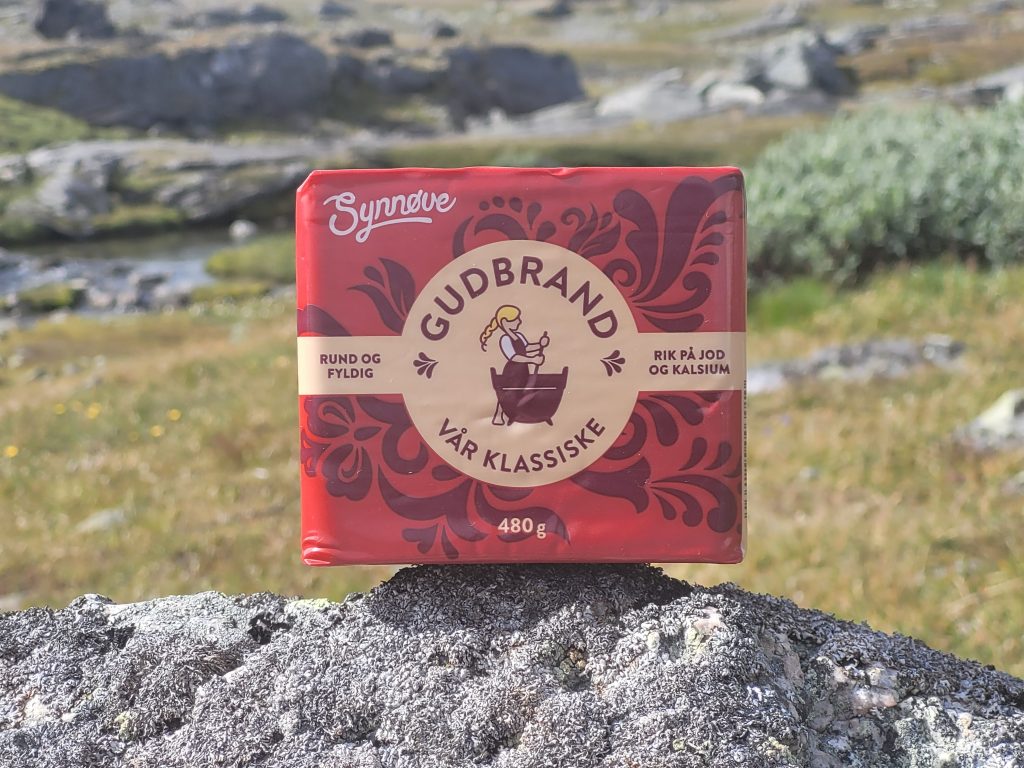 Synnøve
GUDBRAND
RUND OG
FYLDIG
RIK PÅ JOD
OG KALSIUM
VÅR KLASSISKE
480 g